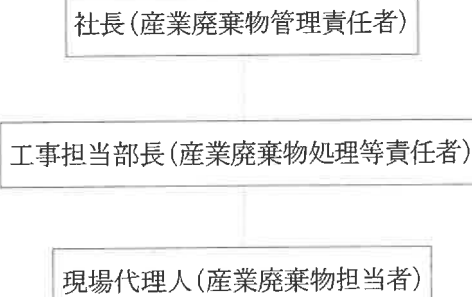 社長(産業廃棄物管理責任者)
工事担当部長(産業廃棄物処理等責任者)
現場代理人(産業廃棄物担当者)